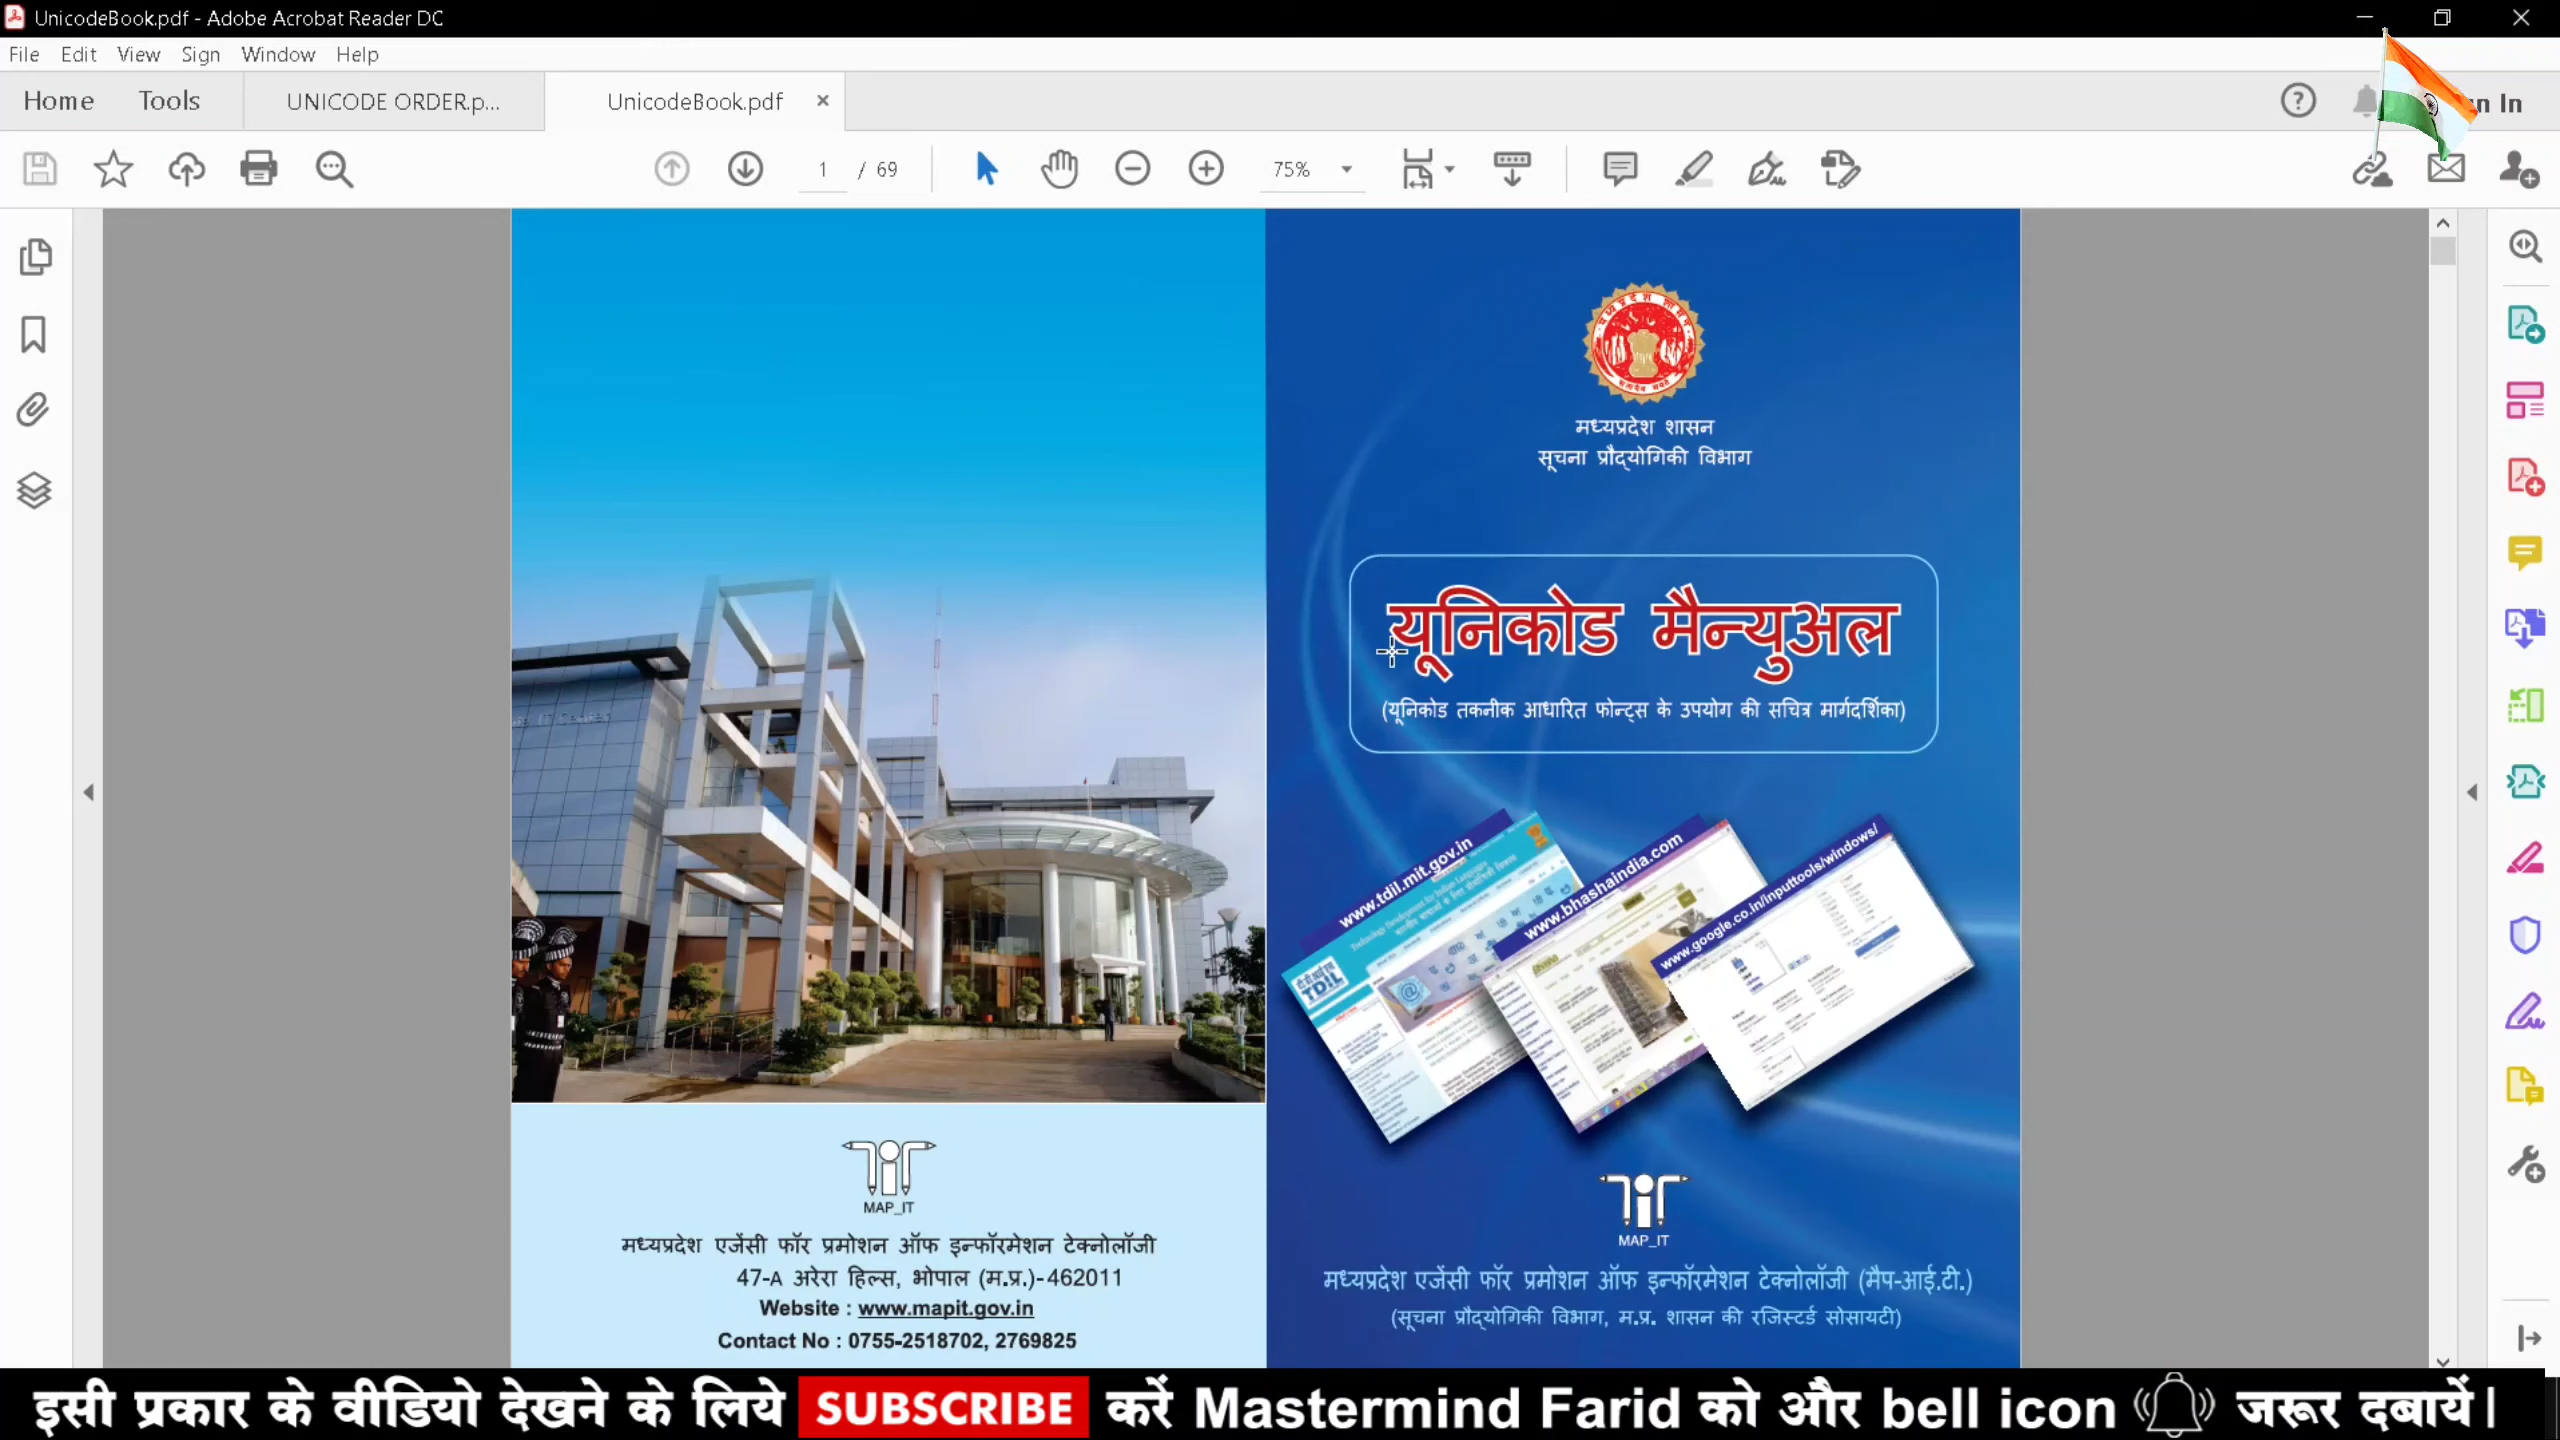 UnicodeBook.pdf - Adobe Acrobat Reader DC
File Edit View Sign Window Help
Home Tools UNICODE ORDER.p... UnicodeBook.pdf
n In
1 / 69 75%
मध्यप्रदेश शासन
सूचना प्रौद्योगिकी विभाग
यूनिकोड मैन्युअल
(यूनिकोड तकनीक आधारित फोन्ट्स के उपयोग की सचित्र मार्गदर्शिका)
www.tdil.mit.gov.in
www.bhashaindia.com
www.google.co.in/inputtools/windows/
TDIL
MAP_IT
मध्यप्रदेश एजेंसी फॉर प्रमोशन ऑफ इन्फॉरमेशन टेक्नोलॉजी
47-A अरेरा हिल्स, भोपाल (म.प्र.)-462011
Website : www.mapit.gov.in
Contact No : 0755-2518702, 2769825
MAP_IT
मध्यप्रदेश एजेंसी फॉर प्रमोशन ऑफ इन्फॉरमेशन टेक्नोलॉजी (मैप-आई.टी.)
(सूचना प्रौद्योगिकी विभाग, म.प्र. शासन की रजिस्टर्ड सोसायटी)
इसी प्रकार के वीडियो देखने के लिये SUBSCRIBE करें Mastermind Farid को और bell icon जरूर दबायें।